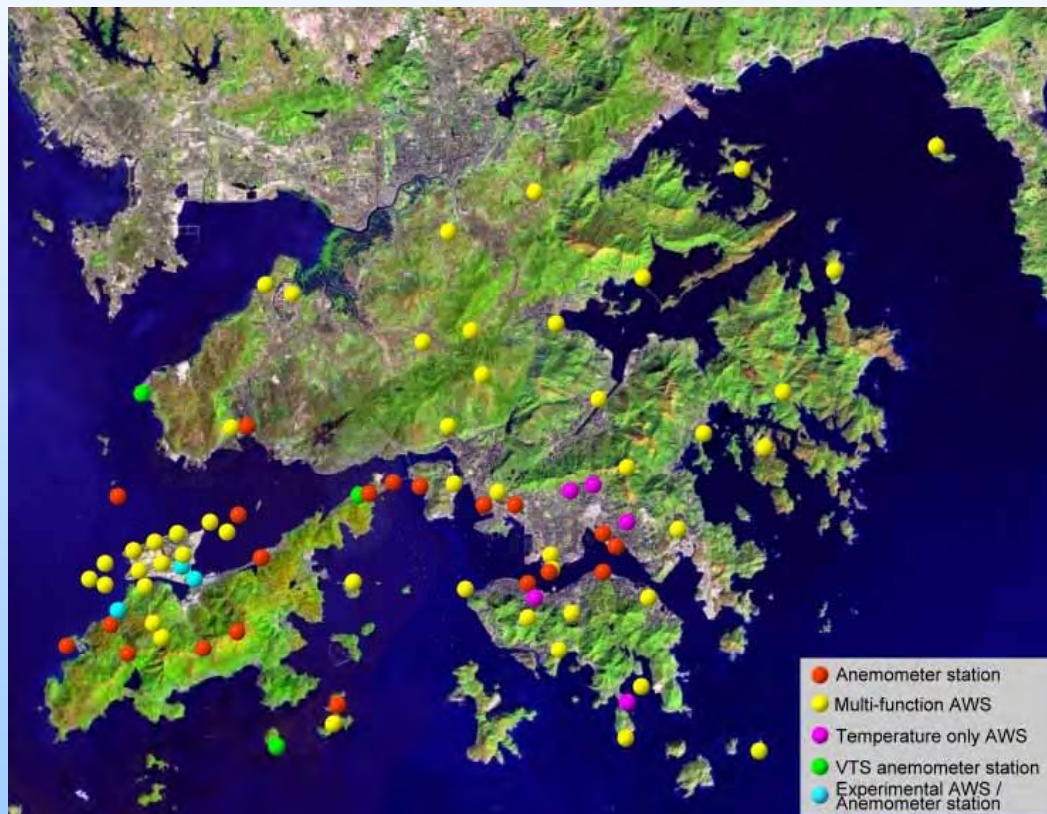 Anemometer station
Multi-function AWS
Temperature only AWS
VTS anemometer station
Experimental AWS /
Anemometer station